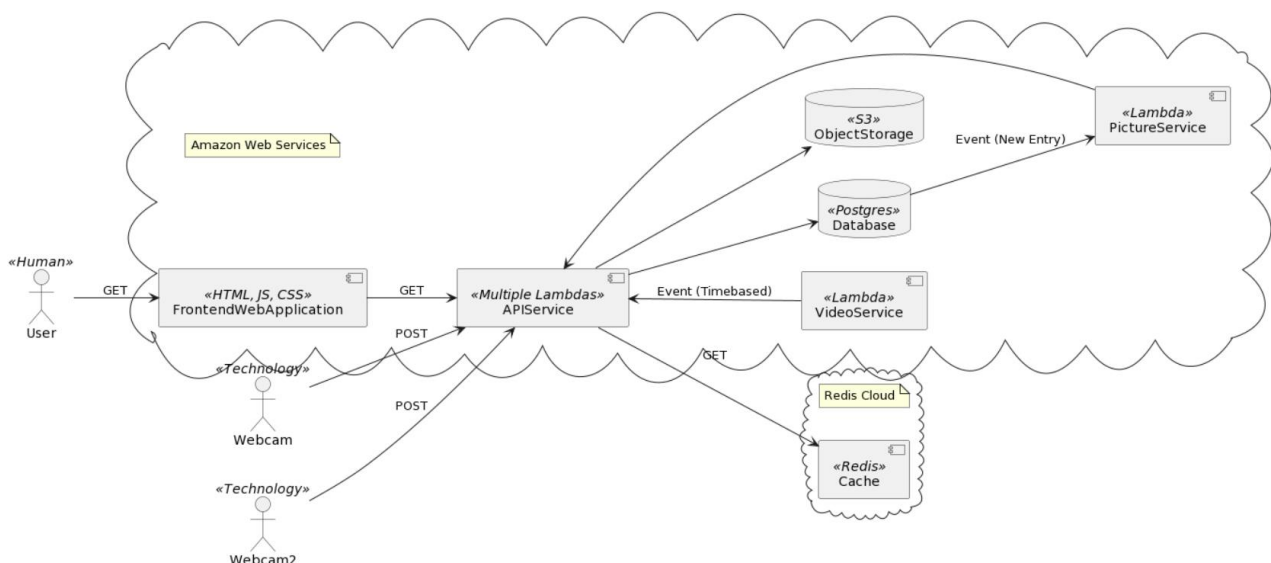 Amazon Web Services
«S3»
ObjectStorage
«Lambda»
PictureService
Event (New Entry)
«Postgres»
Database
«Human»
User
GET
«HTML, JS, CSS»
FrontendWebApplication
GET
«Multiple Lambdas»
APIService
Event (Timebased)
«Lambda»
VideoService
POST
GET
«Technology»
Webcam
POST
Redis Cloud
«Redis»
Cache
«Technology»
Webcam2